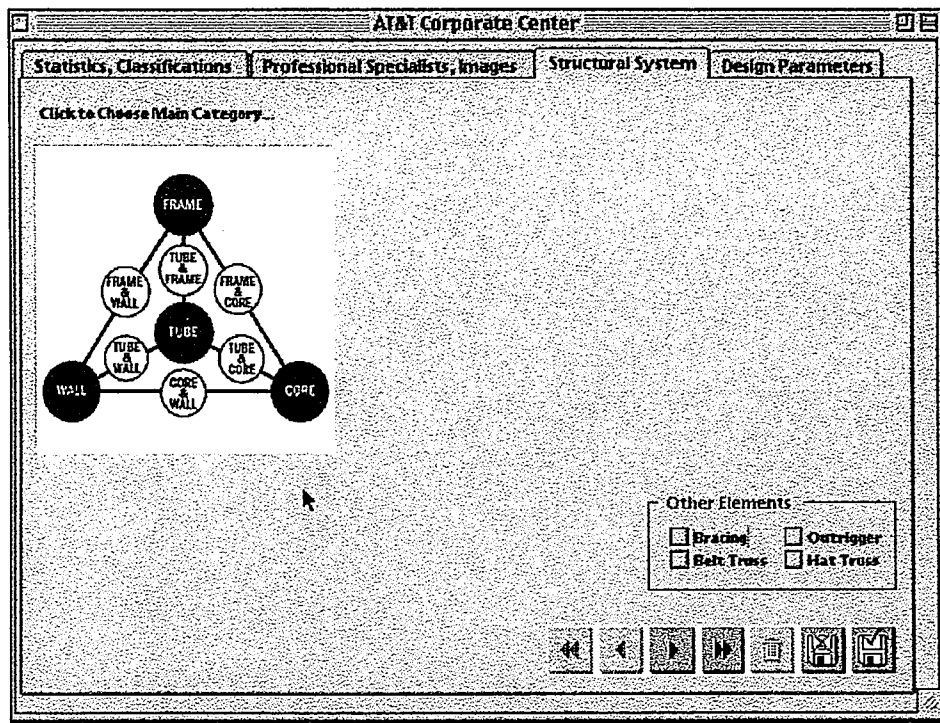 AT&T Corporate Center
Statistics, Classifications
Professional Specialists, Images
Structural System
Design Parameters
Click to Choose Main Category...
FRAME
TUBE
&
FRAME
FRAME
&
WALL
FRAME
&
CORE
TUBE
TUBE
&
WALL
TUBE
&
CORE
WALL
CORE
&
WALL
CORE
Other Elements
Bracing
Outrigger
Belt Truss
Hat Truss